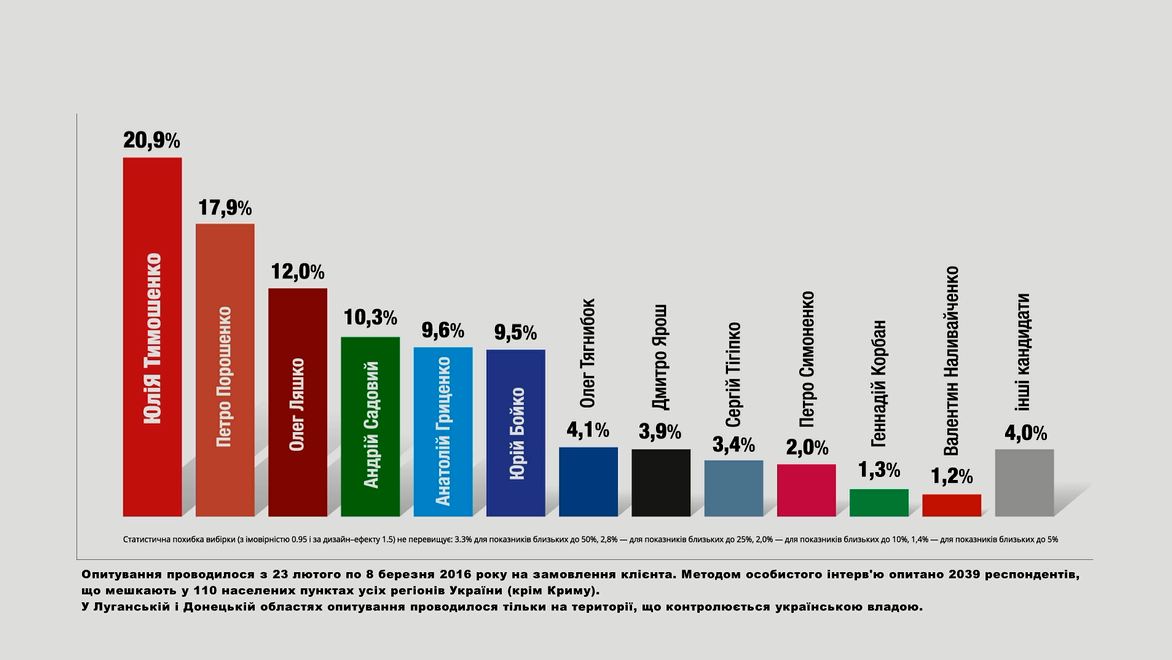 20,9%
ЮліЯ Тимошенко
17,9%
Петро Порошенко
12,0%
Олег Ляшко
10,3%
Андрій Садовий
9,6%
Анатолій Гриценко
9,5%
Юрій Бойко
Олег Тягнибок
4,1%
Дмитро Ярош
3,9%
Сергій Тігіпко
3,4%
Петро Симоненко
2,0%
Геннадій Корбан
1,3%
Валентин Наливайченко
1,2%
інші кандидати
4,0%
Статистична похибка вибірки (з імовірністю 0.95 і за дизайн–ефекту 1.5) не перевищує: 3.3% для показників близьких до 50%, 2,8% — для показників близьких до 25%, 2,0% — для показників близьких до 10%, 1,4% — для показників близьких до 5%
Опитування проводилося з 23 лютого по 8 березня 2016 року на замовлення клієнта. Методом особистого інтерв'ю опитано 2039 респондентів,
що мешкають у 110 населених пунктах усіх регіонів України (крім Криму).
У Луганській і Донецькій областях опитування проводилося тільки на території, що контролюється українською владою.